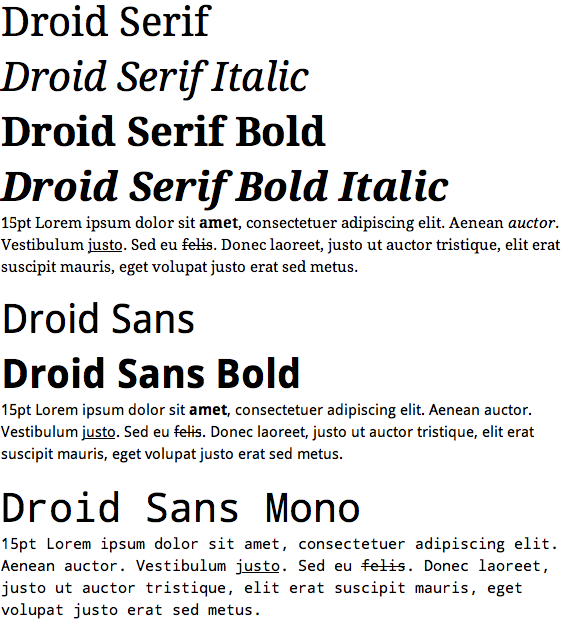 Droid Serif
Droid Serif Italic
Droid Serif Bold
Droid Serif Bold Italic
15pt Lorem ipsum dolor sit amet, consectetuer adipiscing elit. Aenean auctor.
Vestibulum justo. Sed eu felis. Donec laoreet, justo ut auctor tristique, elit erat
suscipit mauris, eget volupat justo erat sed metus.
Droid Sans
Droid Sans Bold
15pt Lorem ipsum dolor sit amet, consectetuer adipiscing elit. Aenean auctor.
Vestibulum justo. Sed eu felis. Donec laoreet, justo ut auctor tristique, elit erat
suscipit mauris, eget volupat justo erat sed metus.
Droid Sans Mono
15pt Lorem ipsum dolor sit amet, consectetuer adipiscing elit.
Aenean auctor. Vestibulum justo. Sed eu felis. Donec laoreet,
justo ut auctor tristique, elit erat suscipit mauris, eget
volupat justo erat sed metus.